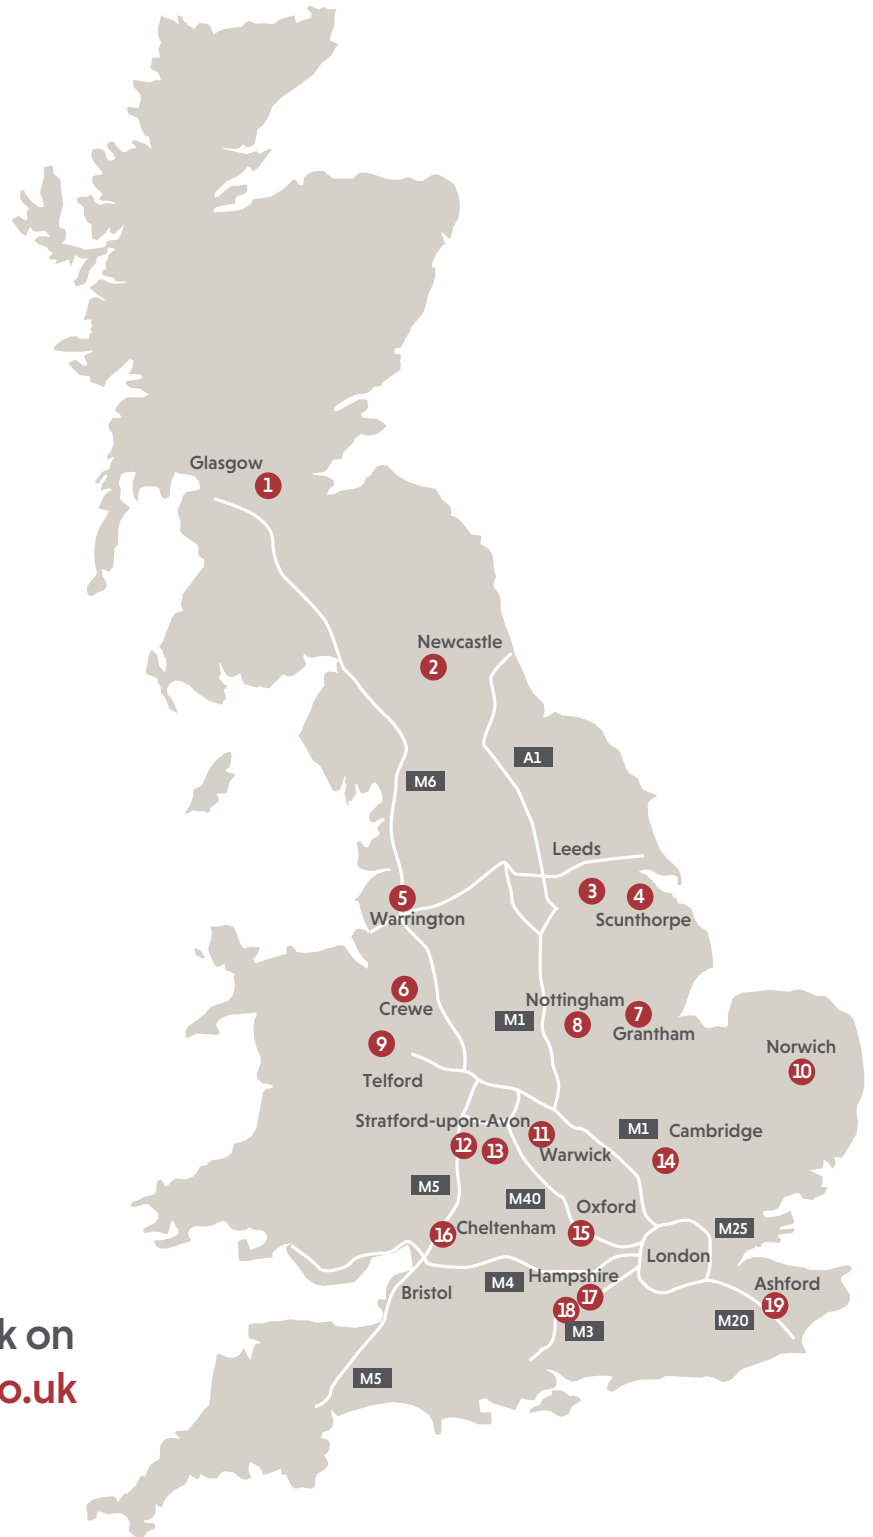 Glasgow
1
Newcastle
2
A1
M6
Leeds
3
4
5
Scunthorpe
Warrington
6
Crewe
Nottingham
7
M1
8
Grantham
9
Norwich
10
Telford
Stratford-upon-Avon
11
M1
Cambridge
12
13
Warwick
14
M5
M40
Oxford
16
Cheltenham
15
M25
London
Hampshire
M4
Ashford
Bristol
17
18
19
M20
M3
k on
o.uk
M5